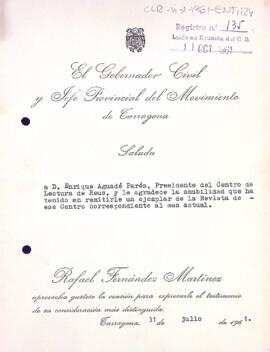 CLR-n-2-1961-ENT/124
Registro n.º 135
Leído en Reunión del C. D.
11 OCT. 1961
El Gobernador Civil
y Jefe Provincial del Movimiento
de Tarragona
Saluda
a D. Enrique Aguadé Parés, Presidente del Centro de
Lectura de Reus, y le agradece la amabilidad que ha
tenido en remitirle un ejemplar de la Revista de
ese Centro correspondiente al mes actual.
Rafael Fernández Martínez
aprovecha gustoso la ocasión para expresarle el testimonio
de su consideración más distinguida.
Tarragona, 31 de julio de 1961.